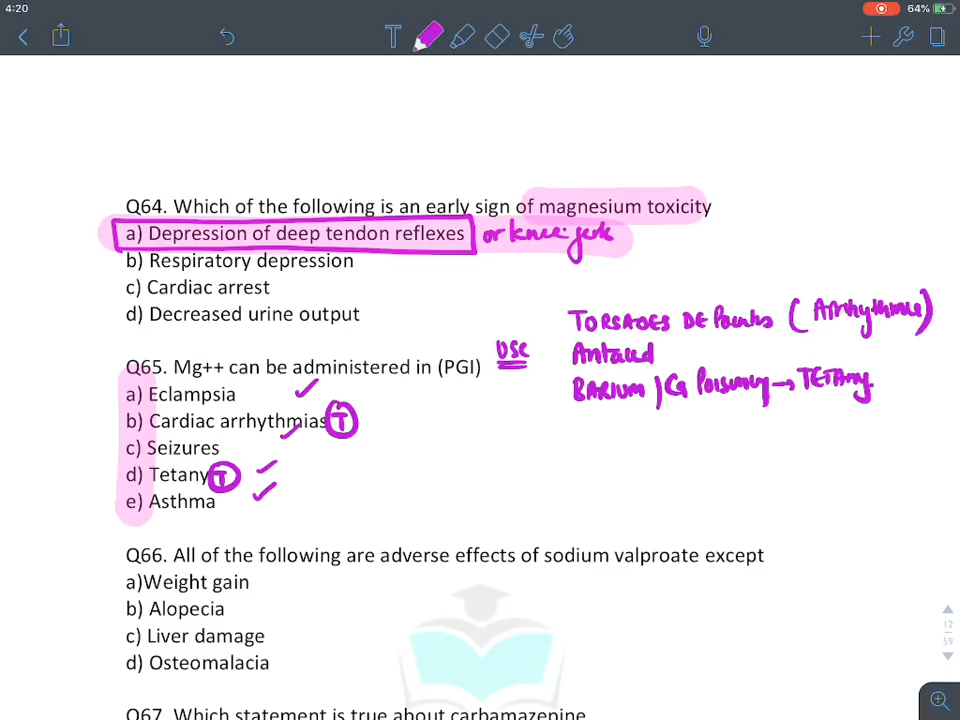 4:20
64%
T
Q64. Which of the following is an early sign of magnesium toxicity
a) Depression of deep tendon reflexes or knee jerk
b) Respiratory depression
c) Cardiac arrest
d) Decreased urine output
TORSADES DE Pointes (Arrhythmia)
USE Antacid
BARIUM / Ca Poisoning → TETANY.
Q65. Mg++ can be administered in (PGI)
a) Eclampsia
b) Cardiac arrhythmias T
c) Seizures
d) Tetany T
e) Asthma
Q66. All of the following are adverse effects of sodium valproate except
a)Weight gain
b) Alopecia
c) Liver damage
d) Osteomalacia
12
59
Q67. Which statement is true about carbamazepine